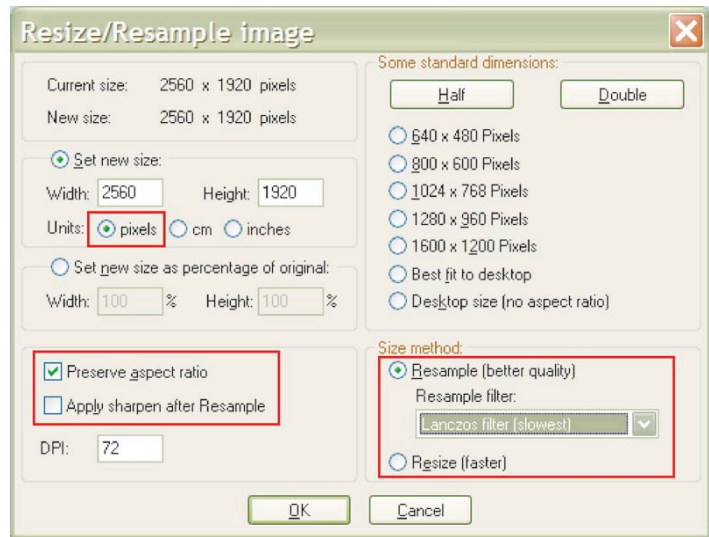 Resize/Resample image
Current size: 2560 x 1920 pixels
New size: 2560 x 1920 pixels
Set new size:
Width: 2560 Height: 1920
Units: pixels cm inches
Set new size as percentage of original:
Width: 100 % Height: 100 %
Preserve aspect ratio
Apply sharpen after Resample
DPI: 72
Some standard dimensions:
Half Double
640 x 480 Pixels
800 x 600 Pixels
1024 x 768 Pixels
1280 x 960 Pixels
1600 x 1200 Pixels
Best fit to desktop
Desktop size (no aspect ratio)
Size method:
Resample (better quality)
Resample filter:
Lanczos filter (slowest)
Resize (faster)
OK Cancel